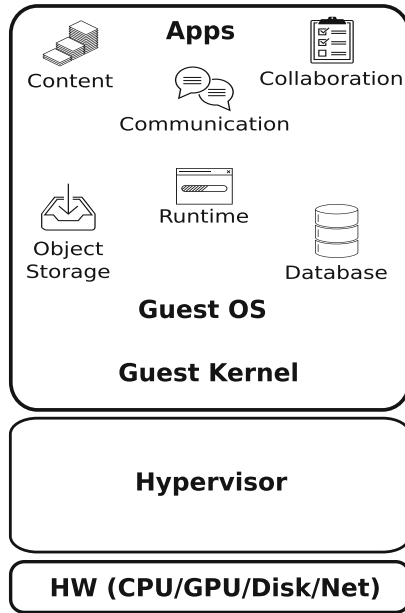 Apps
Content
Collaboration
Communication
Runtime
Object
Storage
Database
Guest OS
Guest Kernel
Hypervisor
HW (CPU/GPU/Disk/Net)